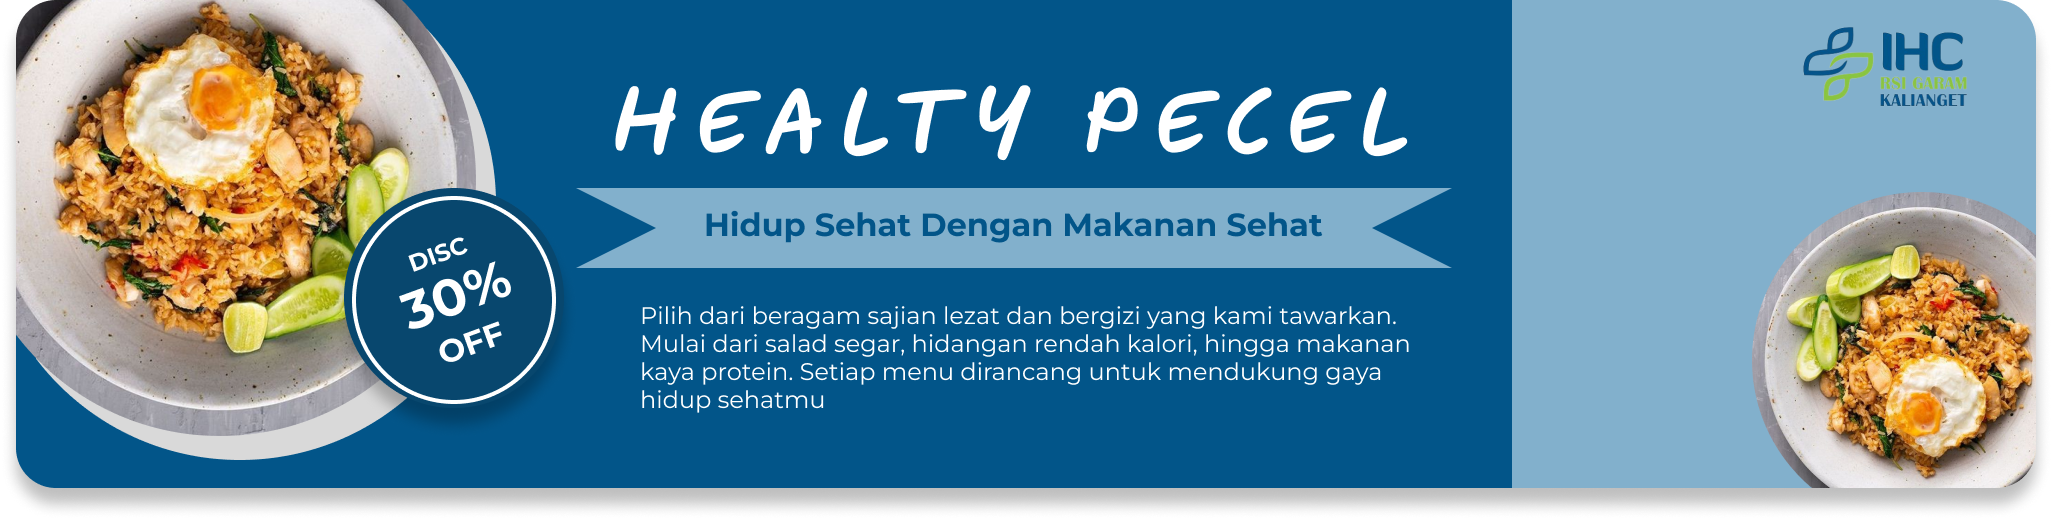 HEALTY PECEL
Hidup Sehat Dengan Makanan Sehat
Pilih dari beragam sajian lezat dan bergizi yang kami tawarkan.
Mulai dari salad segar, hidangan rendah kalori, hingga makanan
kaya protein. Setiap menu dirancang untuk mendukung gaya
hidup sehatmu
DISC
30%
OFF
IHC
RSI GARAM
KALIANGET